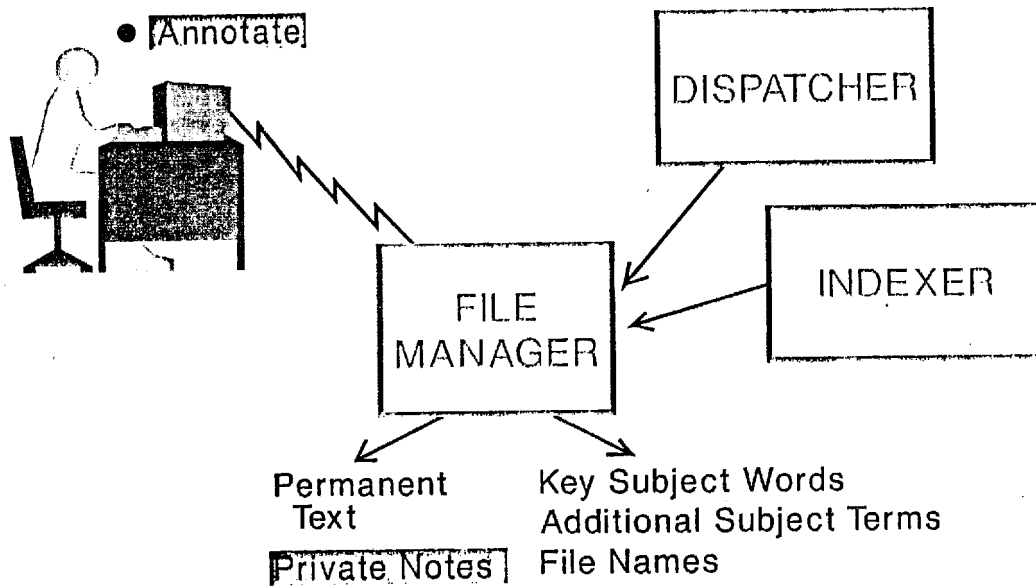 • Annotate
DISPATCHER
INDEXER
FILE
MANAGER
Permanent
Text
Private Notes
Key Subject Words
Additional Subject Terms
File Names